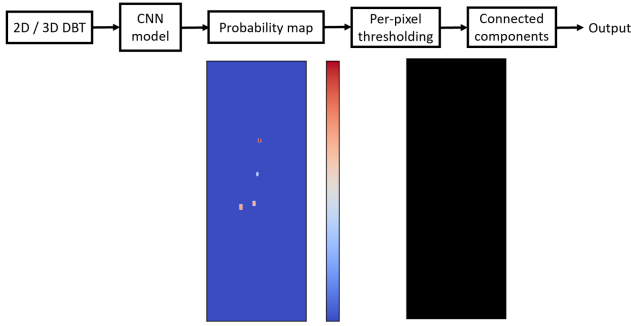 2D / 3D DBT
CNN
model
Probability map
Per-pixel
thresholding
Connected
components
Output